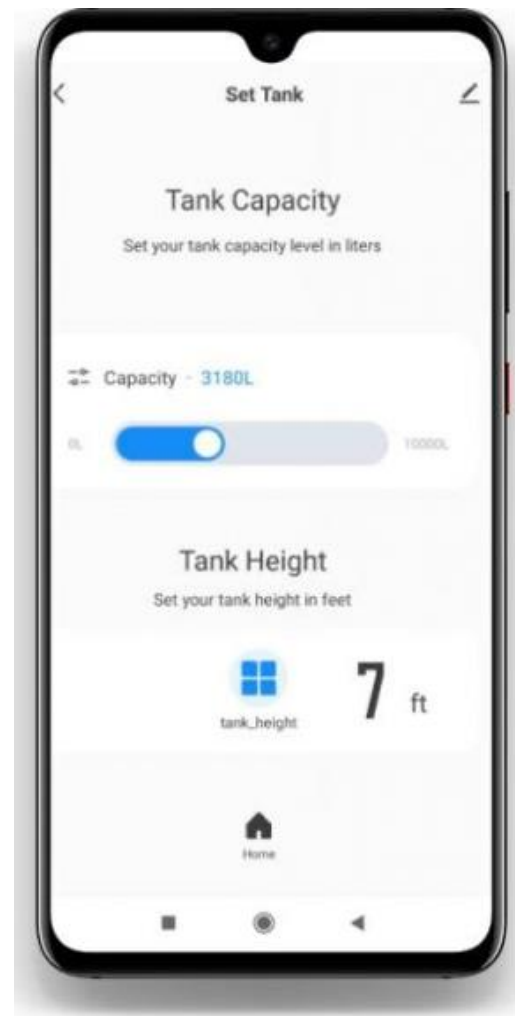 Set Tank
Tank Capacity
Set your tank capacity level in liters
Capacity - 3180L
0L
10000L
Tank Height
Set your tank height in feet
7 ft
tank_height
Home